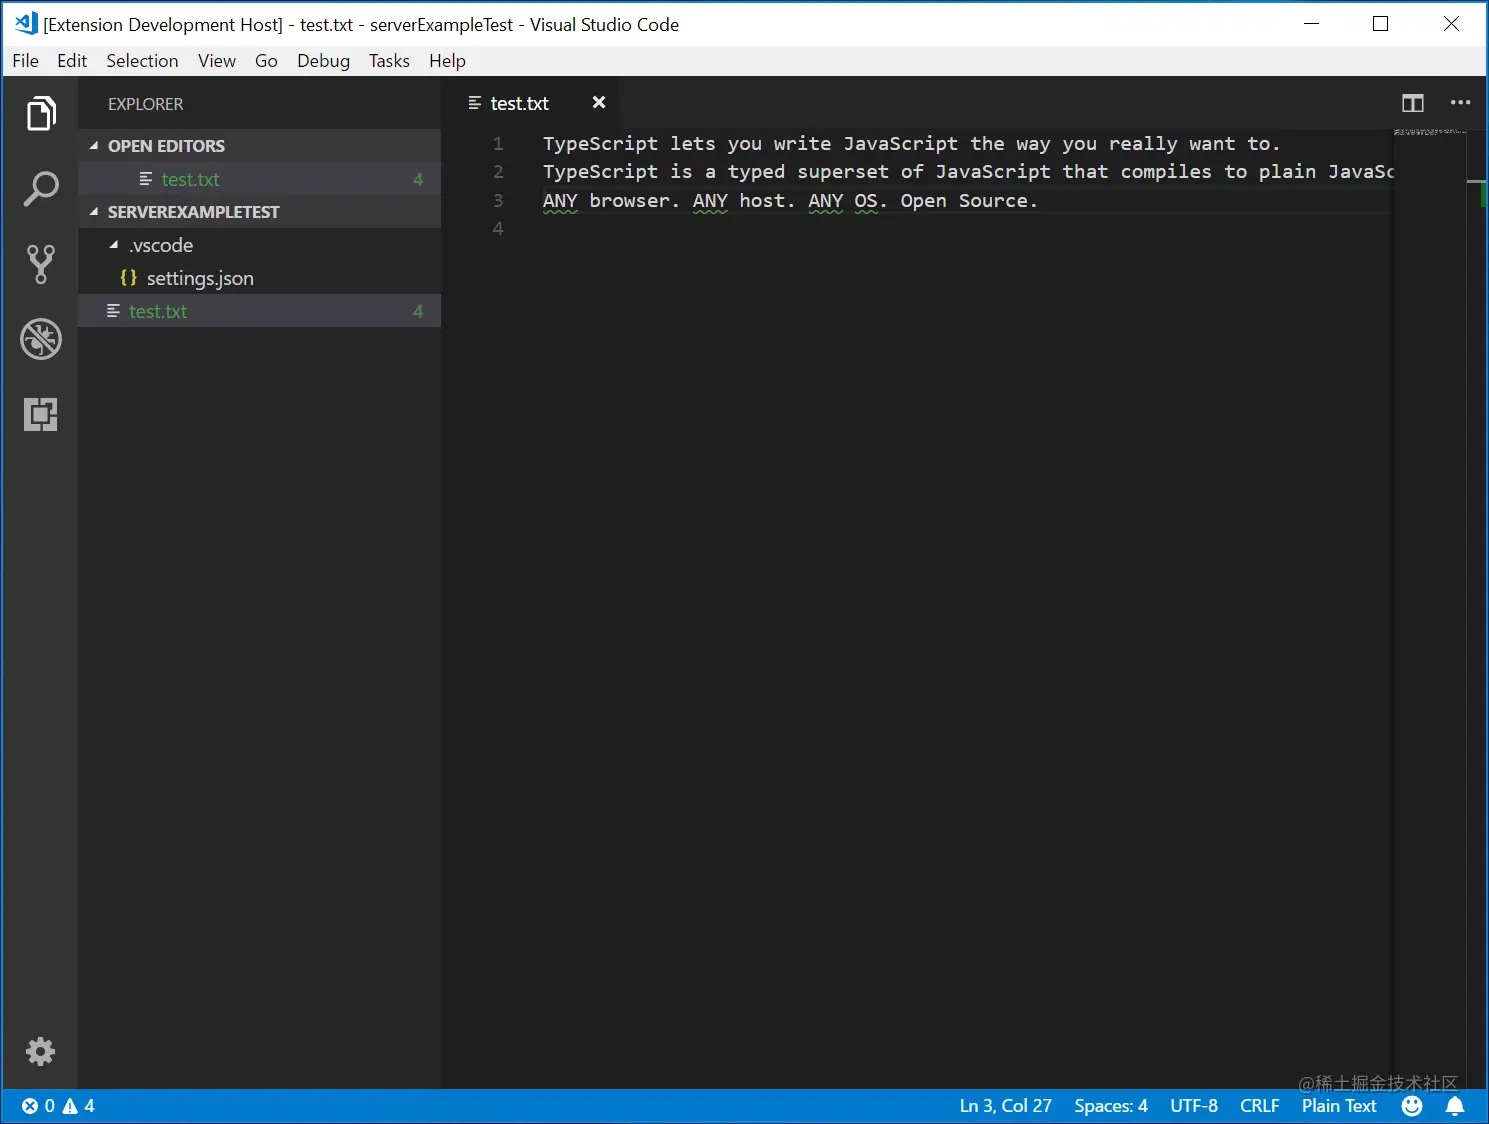 [Extension Development Host] - test.txt - serverExampleTest - Visual Studio Code
File Edit Selection View Go Debug Tasks Help
EXPLORER
OPEN EDITORS
test.txt 4
SERVEREXAMPLETEST
.vscode
{} settings.json
test.txt 4
test.txt
1 TypeScript lets you write JavaScript the way you really want to.
2 TypeScript is a typed superset of JavaScript that compiles to plain JavaSc
3 ANY browser. ANY host. ANY OS. Open Source.
4
@稀土掘金技术社区
0 4 Ln 3, Col 27 Spaces: 4 UTF-8 CRLF Plain Text